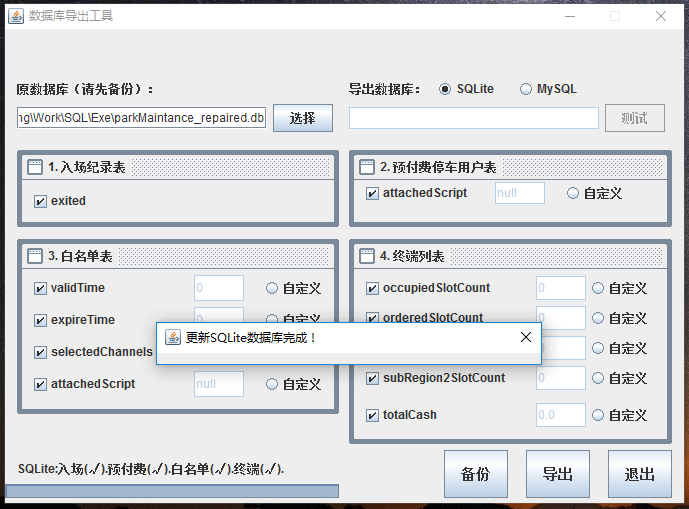 数据库导出工具
原数据库（请先备份）:
导出数据库: SQLite MySQL
ng\Work\SQL\Exe\parkMaintance_repaired.db 选择 测试
1. 入场纪录表
exited
2. 预付费停车用户表
attachedScript null 自定义
3. 白名单表
validTime 0 自定义
expireTime 0 自定义
selectedChannels
attachedScript null 自定义
4. 终端列表
occupiedSlotCount 0 自定义
orderedSlotCount 0 自定义
0 自定义
subRegion2SlotCount 0 自定义
totalCash 0.0 自定义
更新SQLite数据库完成！
SQLite:入场(√).预付费(√).白名单(√).终端(√).
备份 导出 退出